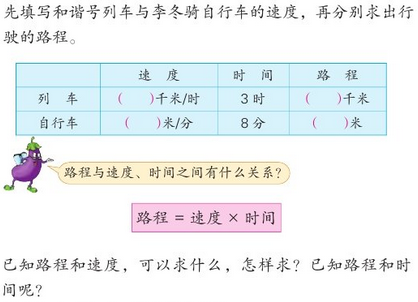 先填写和谐号列车与李冬骑自行车的速度，再分别求出行
驶的路程。
速 度 时 间 路 程
列 车 （ ）千米/时 3 时 （ ）千米
自行车 （ ）米/分 8 分 （ ）米
路程与速度、时间之间有什么关系？
路程 = 速度 × 时间
已知路程和速度，可以求什么，怎样求？已知路程和时
间呢？